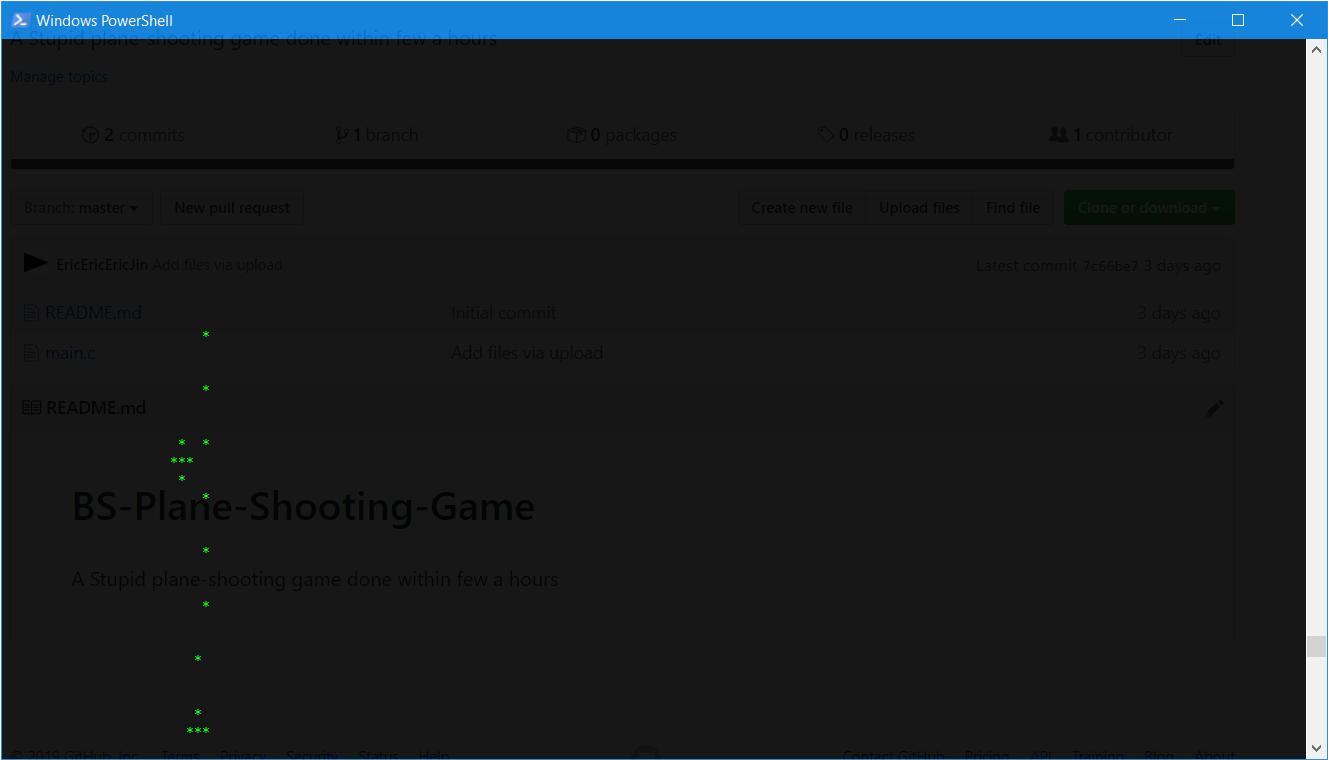 Windows PowerShell
A Stupid plane-shooting game done within few a hours
Edit
Manage topics
2 commits 1 branch 0 packages 0 releases 1 contributor
Branch: master New pull request Create new file Upload files Find file Clone or download
EricEricEricJin Add files via upload Latest commit 7c66be7 3 days ago
README.md Initial commit 3 days ago
*
main.c Add files via upload 3 days ago
*
README.md
* *
***
*
*
BS-Plane-Shooting-Game
*
A Stupid plane-shooting game done within few a hours
*
*
*
***
© 2019 GitHub, Inc. Terms Privacy Security Status Help Contact GitHub Pricing API Training Blog About